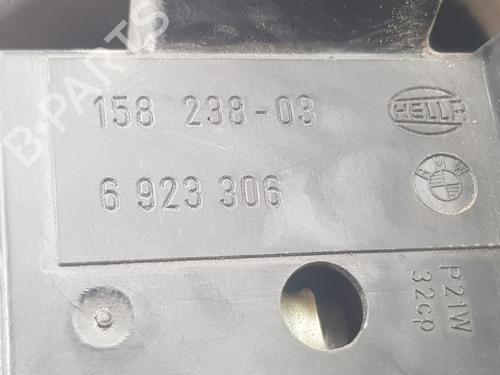 B-PARTS
158 238-03
HELLA
6 923 306
BMW
P21W
32cp